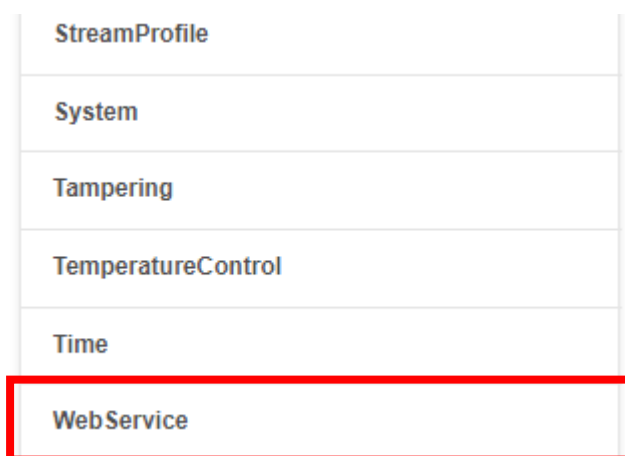 StreamProfile
System
Tampering
TemperatureControl
Time
WebService